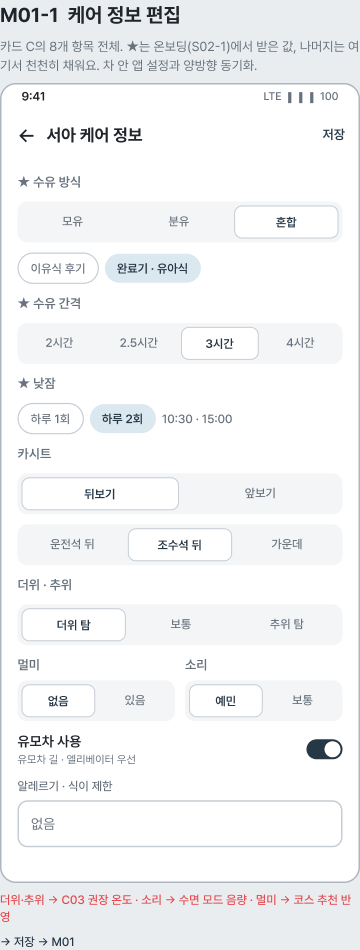 M01-1 케어 정보 편집
카드 C의 8개 항목 전체. ★는 온보딩(S02-1)에서 받은 값, 나머지는 여
기서 천천히 채워요. 차 안 앱 설정과 양방향 동기화.
9:41 LTE ▌▐▐ 100
← 서아 케어 정보 저장
★ 수유 방식
모유 분유 혼합
이유식 후기 완료기 · 유아식
★ 수유 간격
2시간 2.5시간 3시간 4시간
★ 낮잠
하루 1회 하루 2회 10:30 · 15:00
카시트
뒤보기 앞보기
운전석 뒤 조수석 뒤 가운데
더위 · 추위
더위 탐 보통 추위 탐
멀미 소리
없음 있음 예민 보통
유모차 사용
유모차 길 · 엘리베이터 우선
알레르기 · 식이 제한
없음
더위·추위 → C03 권장 온도 · 소리 → 수면 모드 음량 · 멀미 → 코스 추천 반
영
→ 저장 → M01